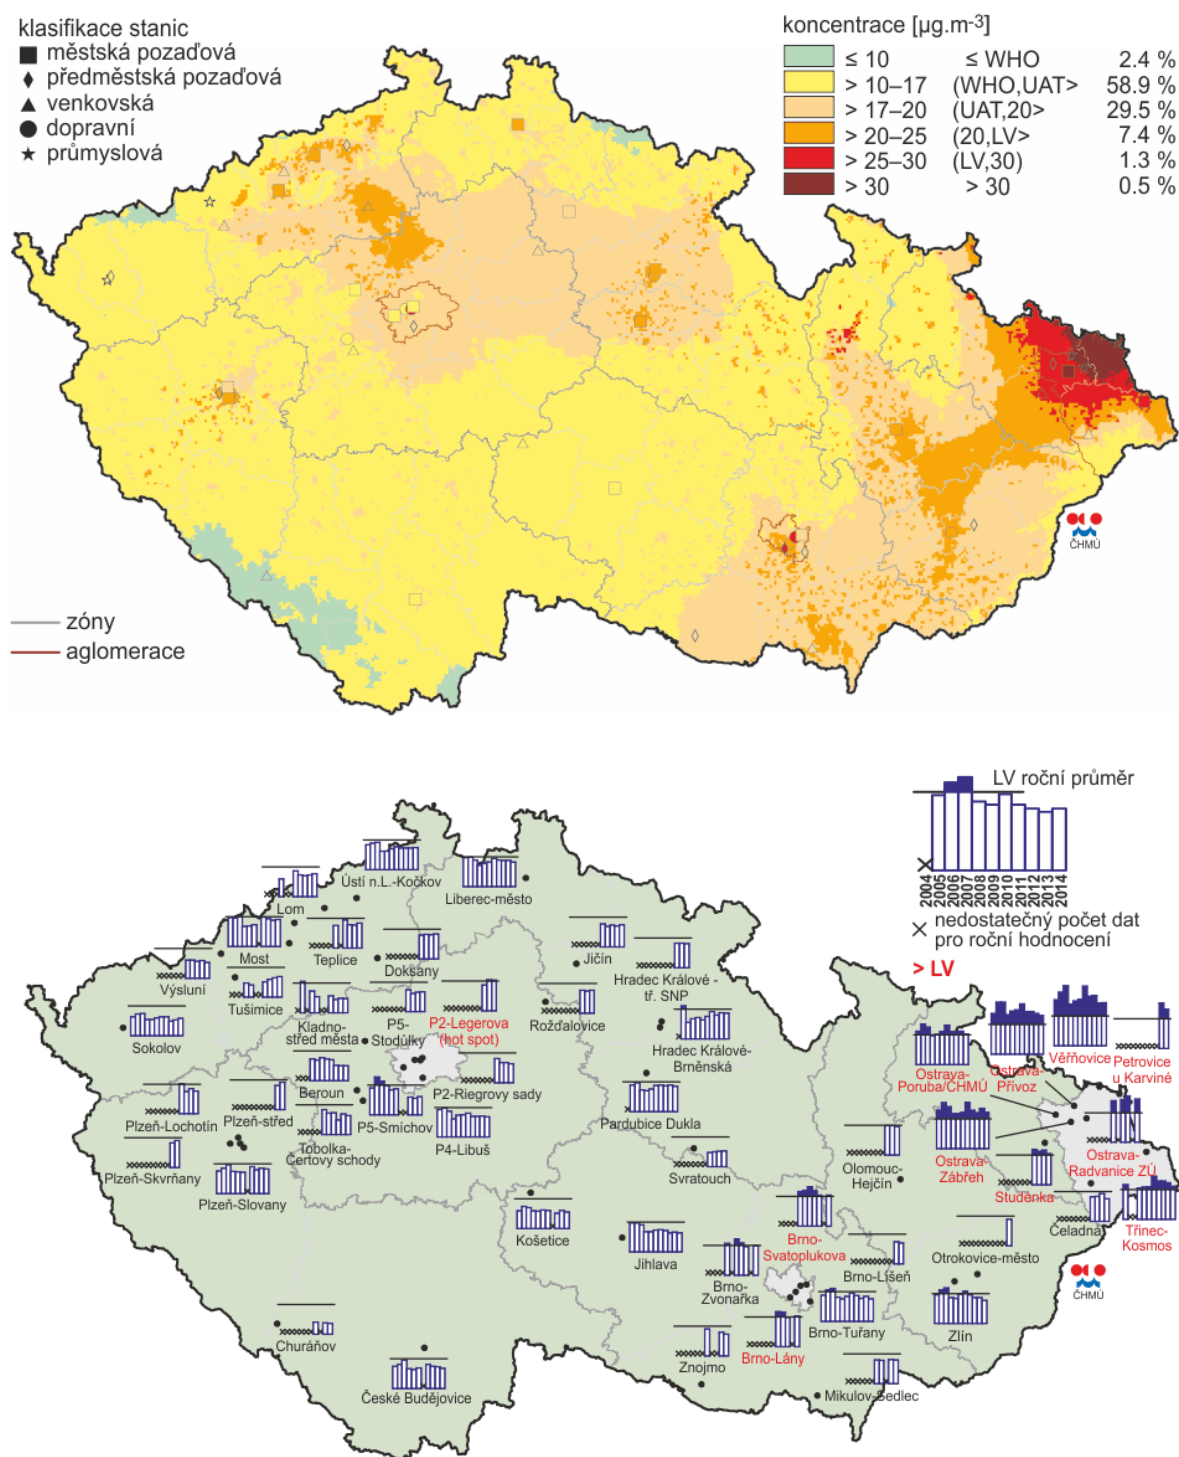 klasifikace stanic
městská pozaďová
předměstská pozaďová
venkovská
dopravní
průmyslová
koncentrace [µg.m-3]
≤ 10 ≤ WHO 2.4 %
> 10–17 (WHO,UAT> 58.9 %
> 17–20 (UAT,20> 29.5 %
> 20–25 (20,LV> 7.4 %
> 25–30 (LV,30) 1.3 %
> 30 > 30 0.5 %
ČHMÚ
zóny
aglomerace
LV roční průměr
2004 2005 2006 2007 2008 2009 2010 2011 2012 2013 2014
× nedostatečný počet dat
pro roční hodnocení
> LV
Ústí n.L.-Kočkov
Liberec-město
Lom
Most
Teplice
Doksany
Jičín
Hradec Králové -
tř. SNP
Výsluní
Tušimice
Kladno-
střed města
P5-
Stodůlky
P2-Legerova
(hot spot)
Rožďalovice
Sokolov
Hradec Králové-
Brněnská
Ostrava-
Poruba/ČHMÚ
Ostrava-
Přívoz
Věřňovice
Petrovice
u Karviné
Beroun
P2-Riegrovy sady
Plzeň-Lochotín
Plzeň-střed
Tobolka-
Čertovy schody
P5-Smíchov
P4-Libuš
Pardubice Dukla
Plzeň-Skvrňany
Plzeň-Slovany
Svratouch
Olomouc-
Hejčín
Ostrava-
Zábřeh
Studénka
Ostrava-
Radvanice ZÚ
Čeladná
Třinec-
Kosmos
Košetice
Jihlava
Brno-
Svatoplukova
Brno-
Zvonařka
Brno-Líšeň
Otrokovice-město
Brno-Tuřany
Zlín
ČHMÚ
Churáňov
České Budějovice
Znojmo
Brno-Lány
Mikulov-Sedlec